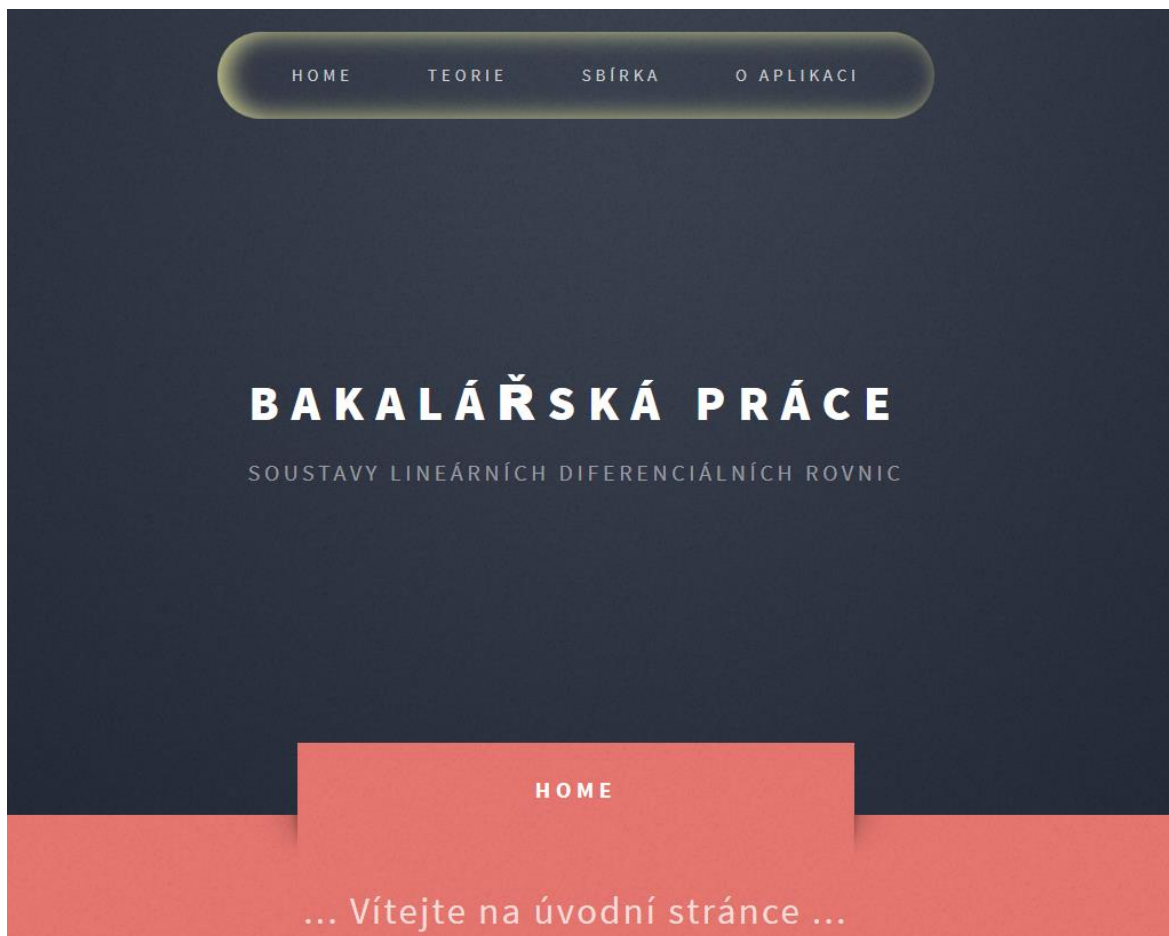 HOME TEORIE SBÍRKA O APLIKACI
BAKALÁŘSKÁ PRÁCE
SOUSTAVY LINEÁRNÍCH DIFERENCIÁLNÍCH ROVNIC
HOME
... Vítejte na úvodní stránce ...